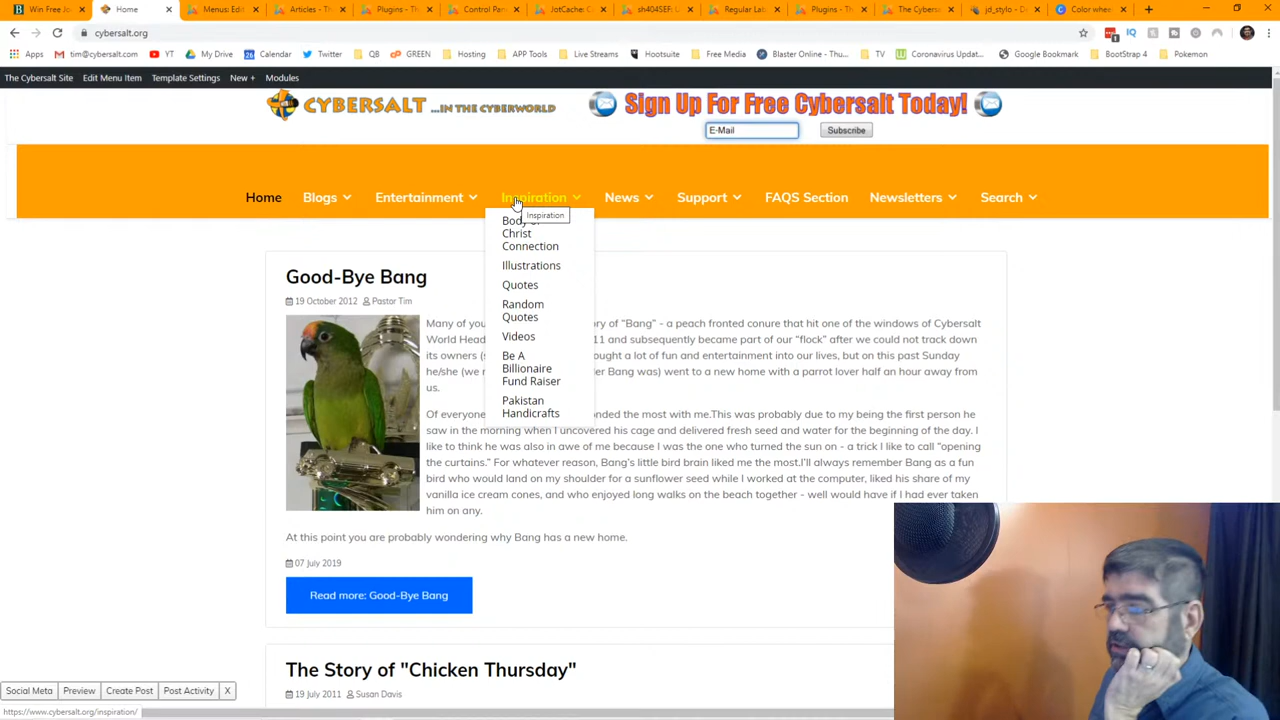 Win Free Jo
Home
Menus: Edi
Articles -
Plugins - Th
Control Pan
JotCache: C
sh404SEF: U
Regular Lab
Plugins - Th
The Cybersa
jd_stylo - D
Color whee
cybersalt.org
Apps
tim@cybersalt.com
YT
My Drive
Calendar
Twitter
QB
GREEN
Hosting
APP Tools
Live Streams
Hootsuite
Free Media
Blaster Online - Thu...
TV
Coronavirus Updat...
Google Bookmark
BootStrap 4
Pokemon
The Cybersalt Site
Edit Menu Item
Template Settings
New +
Modules
CYBERSALT ...IN THE CYBERWORLD
Sign Up For Free Cybersalt Today!
E-Mail
Subscribe
Home
Blogs
Entertainment
Inspiration
News
Support
FAQS Section
Newsletters
Search
Inspiration
Christ
Connection
Illustrations
Quotes
Random
Quotes
Videos
Be A
Billionaire
Fund Raiser
Pakistan
Handicrafts
Good-Bye Bang
19 October 2012
Pastor Tim
Many of you
ory of "Bang" - a peach fronted conure that hit one of the windows of Cybersalt
World Head
11 and subsequently became part of our "flock" after we could not track down
its owners (s
ought a lot of fun and entertainment into our lives, but on this past Sunday
he/she (we n
er Bang was) went to a new home with a parrot lover half an hour away from
us.
Of everyone
onded the most with me.This was probably due to my being the first person he
saw in the morning when I uncovered his cage and delivered fresh seed and water for the beginning of the day. I
like to think he was also in awe of me because I was the one who turned the sun on - a trick I like to call "opening
the curtains." For whatever reason, Bang's little bird brain liked me the most.I'll always remember Bang as a fun
bird who would land on my shoulder for a sunflower seed while I worked at the computer, liked his share of my
vanilla ice cream cones, and who enjoyed long walks on the beach together - well would have if I had ever taken
him on any.
At this point you are probably wondering why Bang has a new home.
07 July 2019
Read more: Good-Bye Bang
The Story of "Chicken Thursday"
19 July 2011
Susan Davis
Social Meta
Preview
Create Post
Post Activity
X
https://www.cybersalt.org/inspiration/